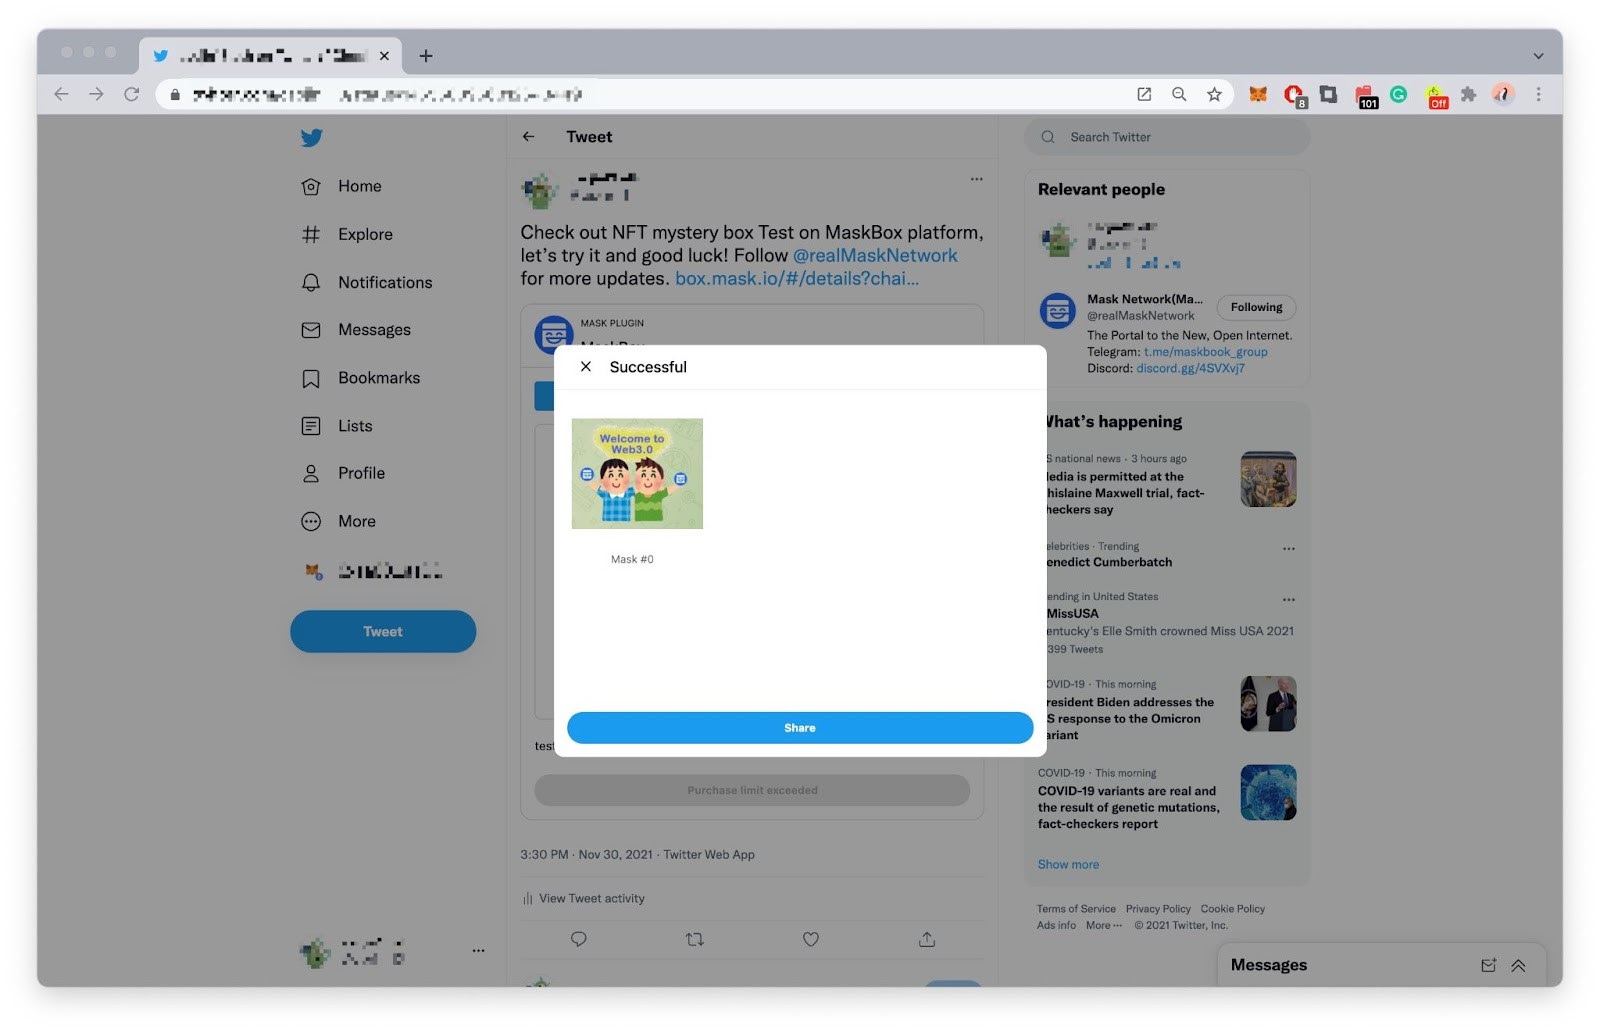 8
101
Off
Home
Explore
Notifications
Messages
Bookmarks
Lists
Profile
More
Tweet
Tweet
Check out NFT mystery box Test on MaskBox platform,
let's try it and good luck! Follow @realMaskNetwork
for more updates. box.mask.io/#/details?chai...
MASK PLUGIN
MaskBox
Successful
Welcome to
Web3.0
Mask #0
Share
Purchase limit exceeded
3:30 PM · Nov 30, 2021 · Twitter Web App
View Tweet activity
Search Twitter
Relevant people
Mask Network(Ma...
Following
@realMaskNetwork
The Portal to the New, Open Internet.
Telegram: t.me/maskbook_group
Discord: discord.gg/4SVXvj7
hat's happening
S national news · 3 hours ago
edia is permitted at the
hislaine Maxwell trial, fact-
heckers say
elebrities · Trending
enedict Cumberbatch
ending in United States
MissUSA
entucky's Elle Smith crowned Miss USA 2021
399 Tweets
OVID-19 · This morning
resident Biden addresses the
S response to the Omicron
ariant
COVID-19 · This morning
COVID-19 variants are real and
the result of genetic mutations,
fact-checkers report
Show more
Terms of Service Privacy Policy Cookie Policy
Ads info More ··· © 2021 Twitter, Inc.
Messages